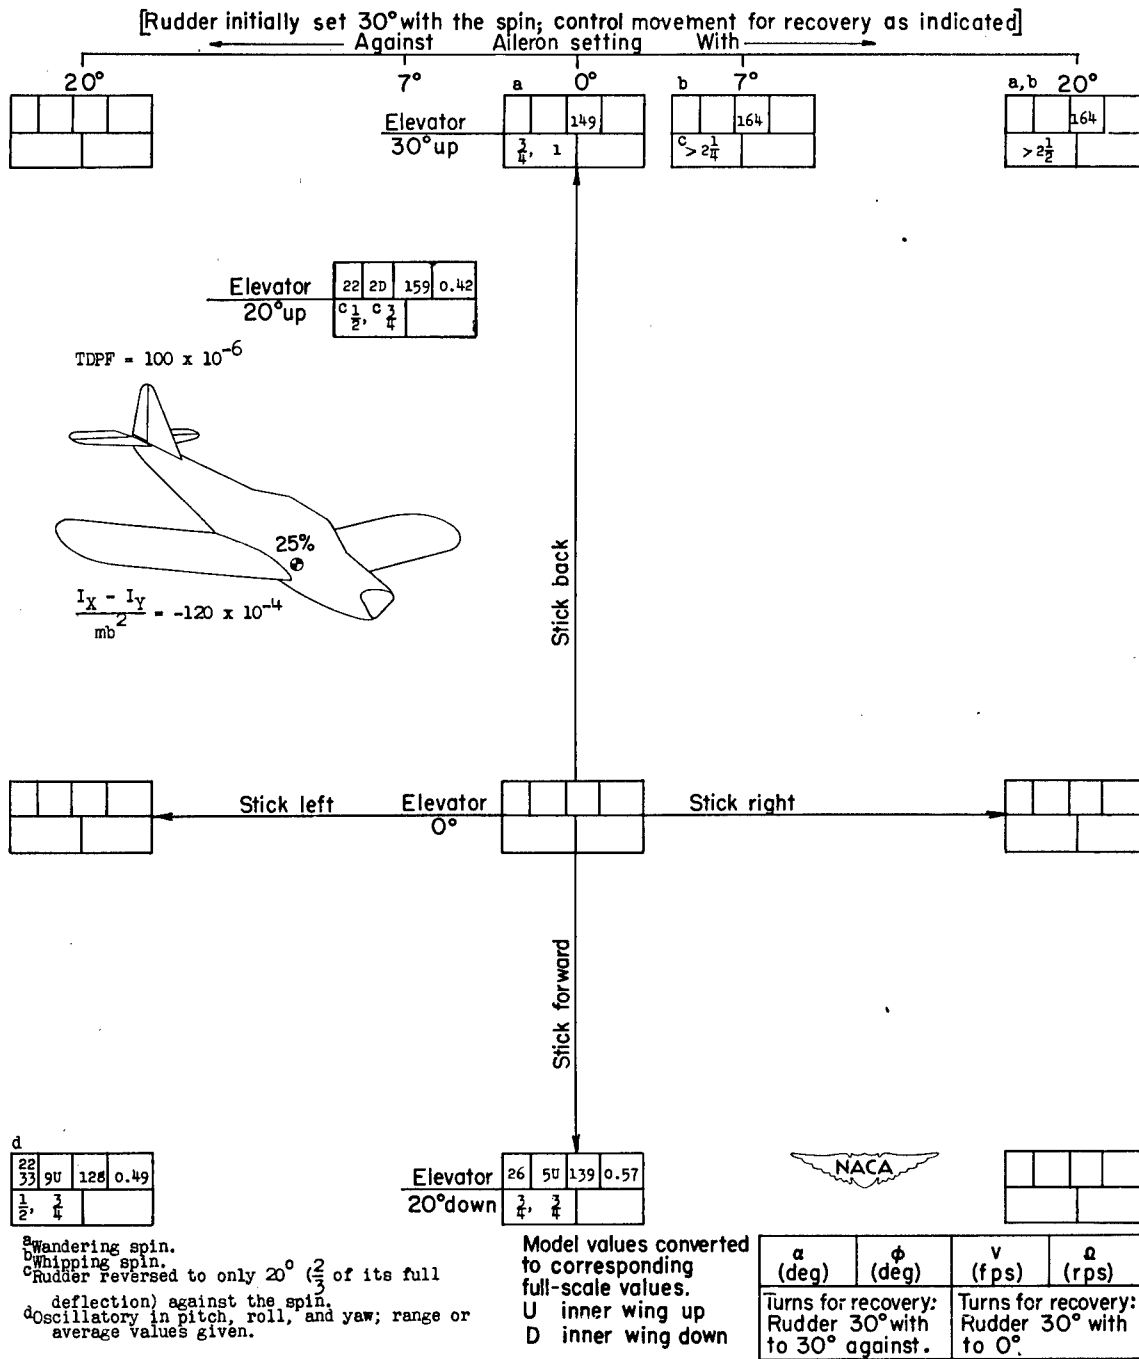 [Rudder initially set 30° with the spin; control movement for recovery as indicated]
Against Aileron setting With
20° 7° a 0° b 7° a,b 20°
Elevator 149 164 164
30° up 3/4, 1 c > 2 1/4 > 2 1/2
Elevator 22 2D 159 0.42
20° up c 1/2, c 3/4
TDPF = 100 x 10^-6
25%
I_X - I_Y / mb^2 = -120 x 10^-4
Stick back
Stick left Elevator Stick right
0°
Stick forward
d
22 33 9U 128 0.49 Elevator 26 5U 139 0.57 NACA
1/2, 3/4 20° down 3/4, 3/4
a Wandering spin.
b Whipping spin.
c Rudder reversed to only 20° (2/3 of its full
deflection) against the spin.
d Oscillatory in pitch, roll, and yaw; range or
average values given.
Model values converted
to corresponding
full-scale values.
U inner wing up
D inner wing down
α (deg) ϕ (deg) V (fps) Ω (rps)
Turns for recovery: Turns for recovery:
Rudder 30° with Rudder 30° with
to 30° against. to 0°.